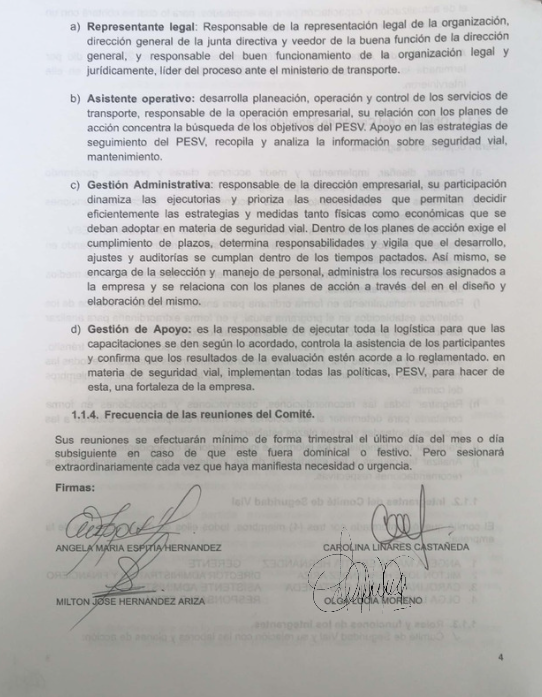 a) Representante legal: Responsable de la representación legal de la organización,
dirección general de la junta directiva y veedor de la buena función de la dirección
general, y responsable del buen funcionamiento de la organización legal y
jurídicamente, líder del proceso ante el ministerio de transporte.
b) Asistente operativo: desarrolla planeación, operación y control de los servicios de
transporte, responsable de la operación empresarial, su relación con los planes de
acción concentra la búsqueda de los objetivos del PESV. Apoyo en las estrategias de
seguimiento del PESV, recopila y analiza la información sobre seguridad vial,
mantenimiento.
c) Gestión Administrativa: responsable de la dirección empresarial, su participación
dinamiza las ejecutorias y prioriza las necesidades que permitan decidir
eficientemente las estrategias y medidas tanto físicas como económicas que se
deban adoptar en materia de seguridad vial. Dentro de los planes de acción exige el
cumplimiento de plazos, determina responsabilidades y vigila que el desarrollo,
ajustes y auditorías se cumplan dentro de los tiempos pactados. Así mismo, se
encarga de la selección y manejo de personal, administra los recursos asignados a
la empresa y se relaciona con los planes de acción a través del en el diseño y
elaboración del mismo.
d) Gestión de Apoyo: es la responsable de ejecutar toda la logística para que las
capacitaciones se den según lo acordado, controla la asistencia de los participantes
y confirma que los resultados de la evaluación estén acorde a lo reglamentado. en
materia de seguridad vial, implementan todas las políticas, PESV, para hacer de
esta, una fortaleza de la empresa.
1.1.4. Frecuencia de las reuniones del Comité.
Sus reuniones se efectuarán mínimo de forma trimestral el último día del mes o día
subsiguiente en caso de que este fuera dominical o festivo. Pero sesionará
extraordinariamente cada vez que haya manifiesta necesidad o urgencia.
Firmas:
ANGELA MARIA ESPITIA HERNANDEZ
CAROLINA LINARES CASTAÑEDA
MILTON JOSE HERNANDEZ ARIZA
OLGA LUCIA MORENO
4